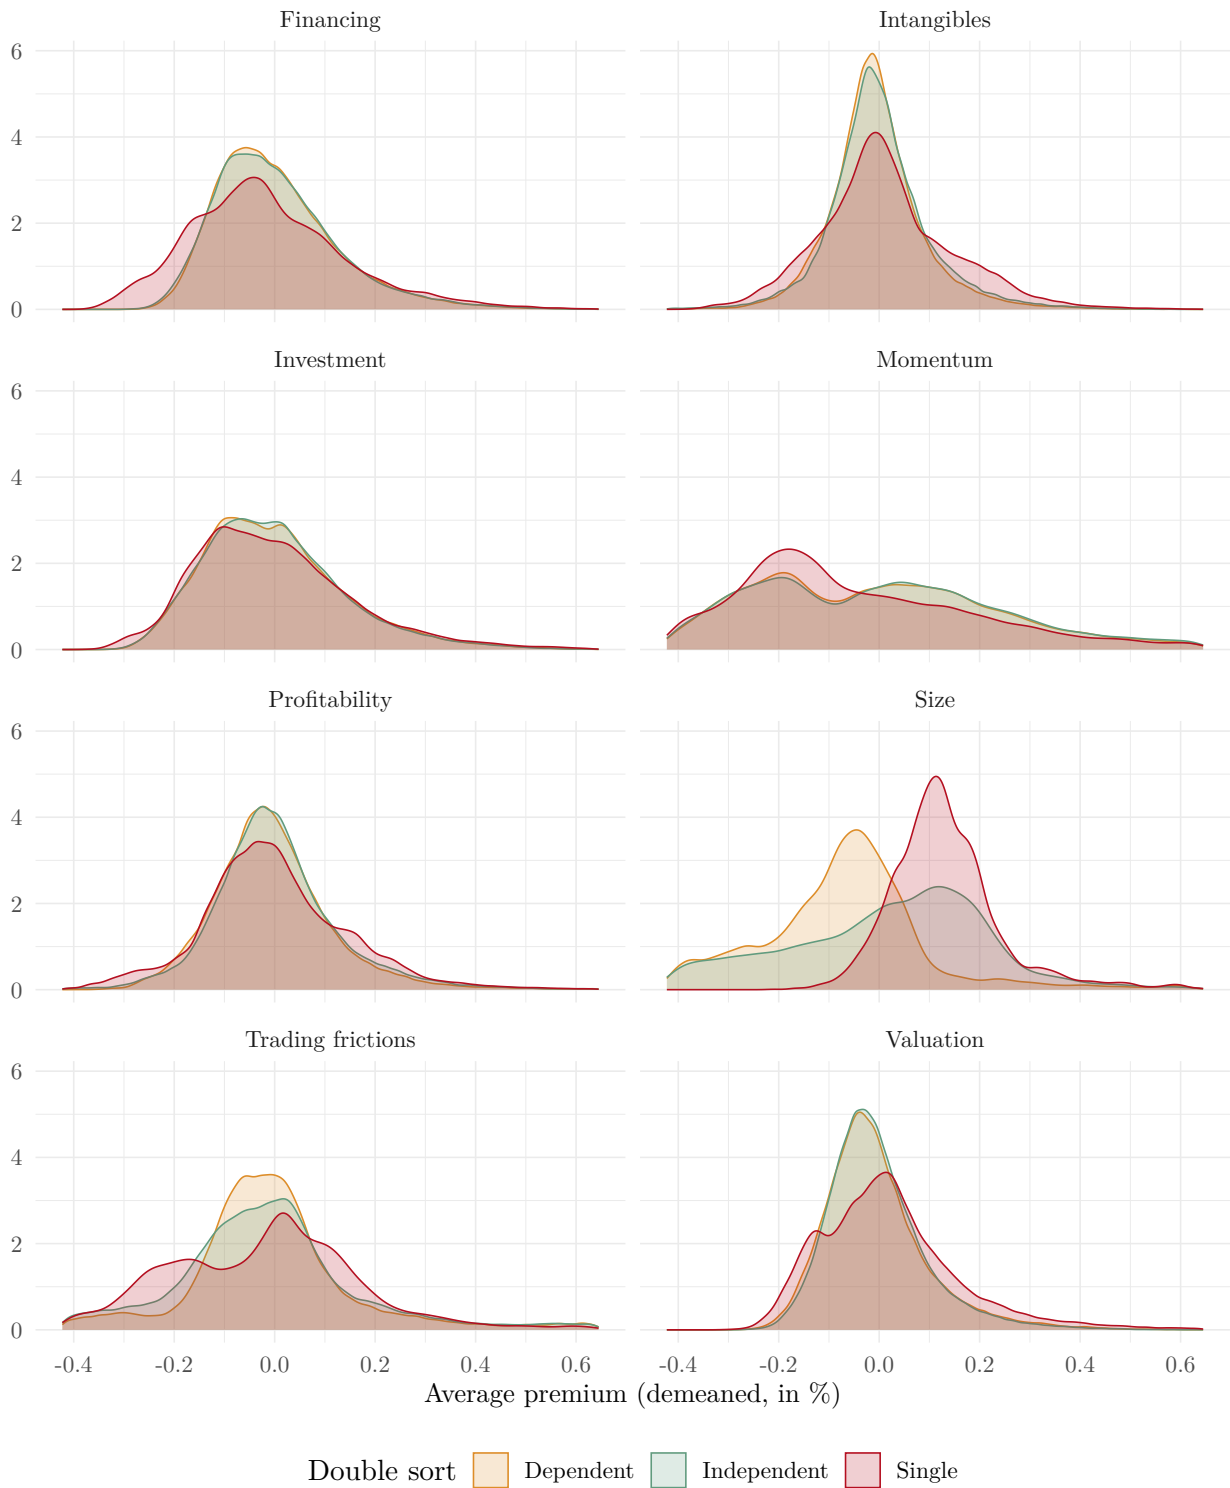 Financing
Intangibles
6
4
2
0
Investment
Momentum
6
4
2
0
Profitability
Size
6
4
2
0
Trading frictions
Valuation
6
4
2
0
-0.4 -0.2 0.0 0.2 0.4 0.6
-0.4 -0.2 0.0 0.2 0.4 0.6
Average premium (demeaned, in %)
Double sort Dependent Independent Single